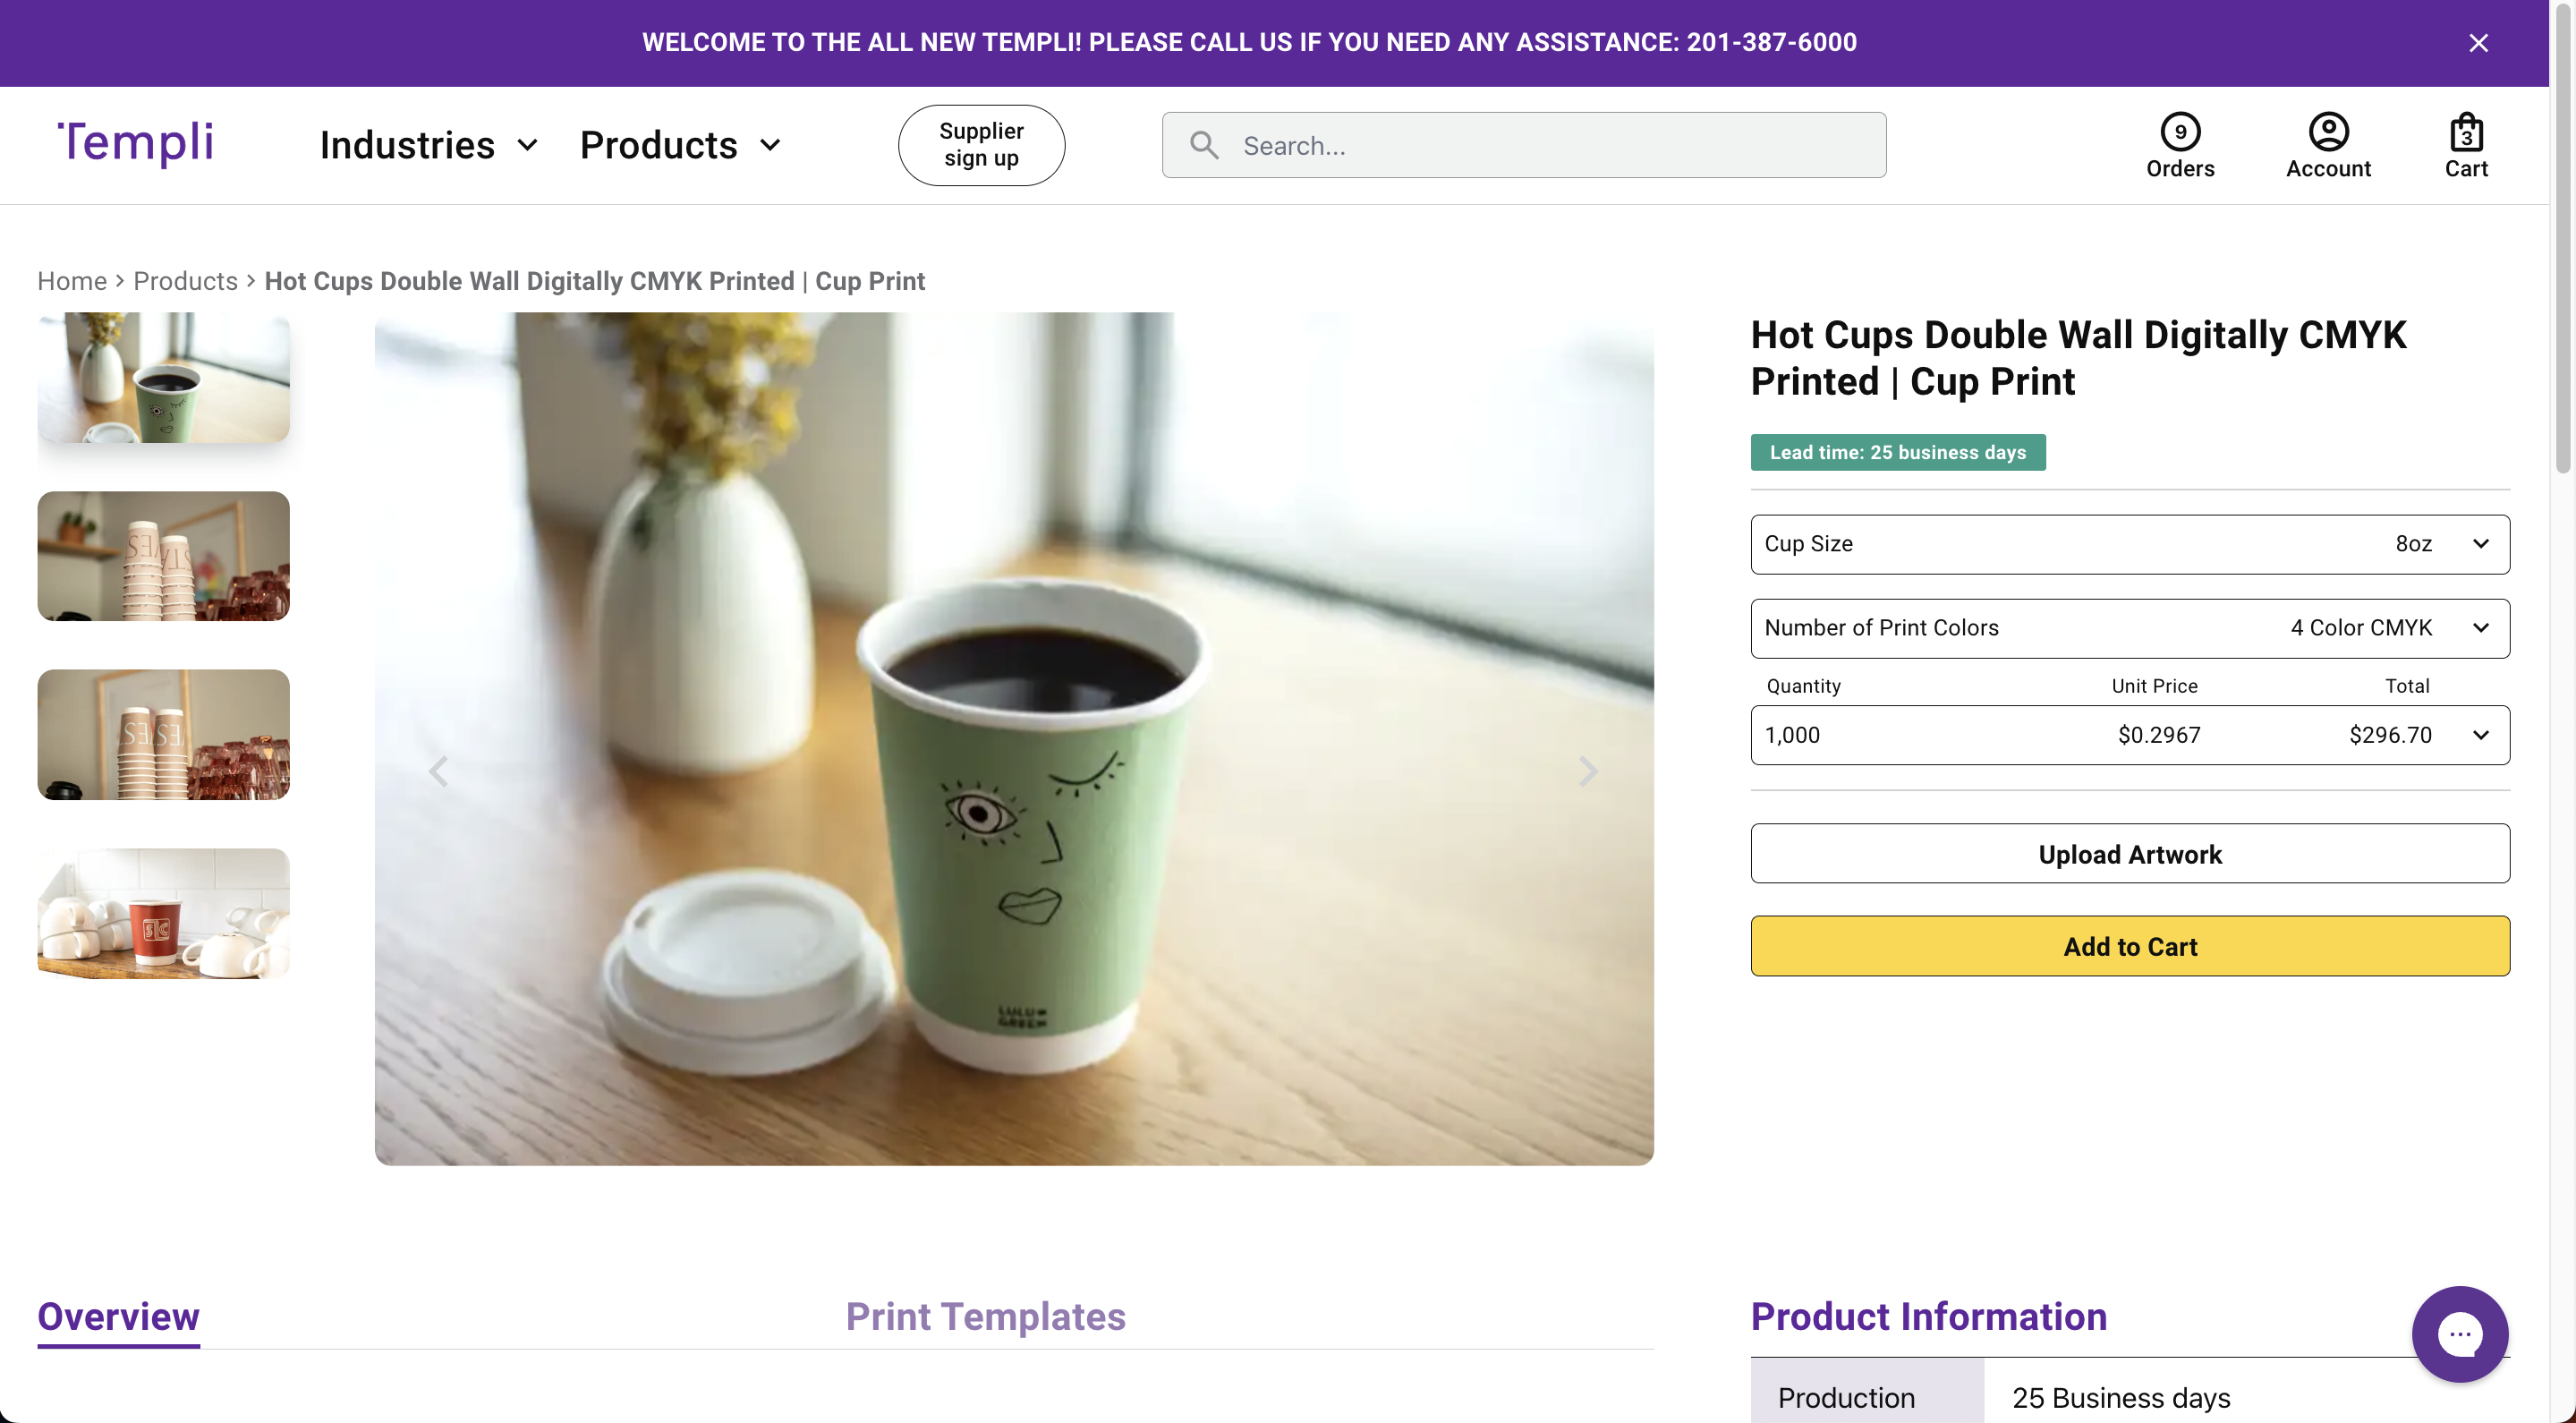 WELCOME TO THE ALL NEW TEMPLI! PLEASE CALL US IF YOU NEED ANY ASSISTANCE: 201-387-6000
Templi
Industries
Products
Supplier
sign up
Search...
9
Orders
Account
3
Cart
Home > Products > Hot Cups Double Wall Digitally CMYK Printed | Cup Print
LULU
GREEN
Hot Cups Double Wall Digitally CMYK
Printed | Cup Print
Lead time: 25 business days
Cup Size 8oz
Number of Print Colors 4 Color CMYK
Quantity Unit Price Total
1,000 $0.2967 $296.70
Upload Artwork
Add to Cart
Overview
Print Templates
Product Information
Production 25 Business days